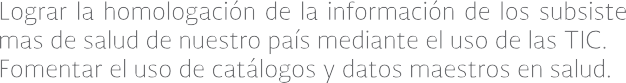 Lograr la homologación de la información de los subsiste
mas de salud de nuestro país mediante el uso de las TIC.
Fomentar el uso de catálogos y datos maestros en salud.